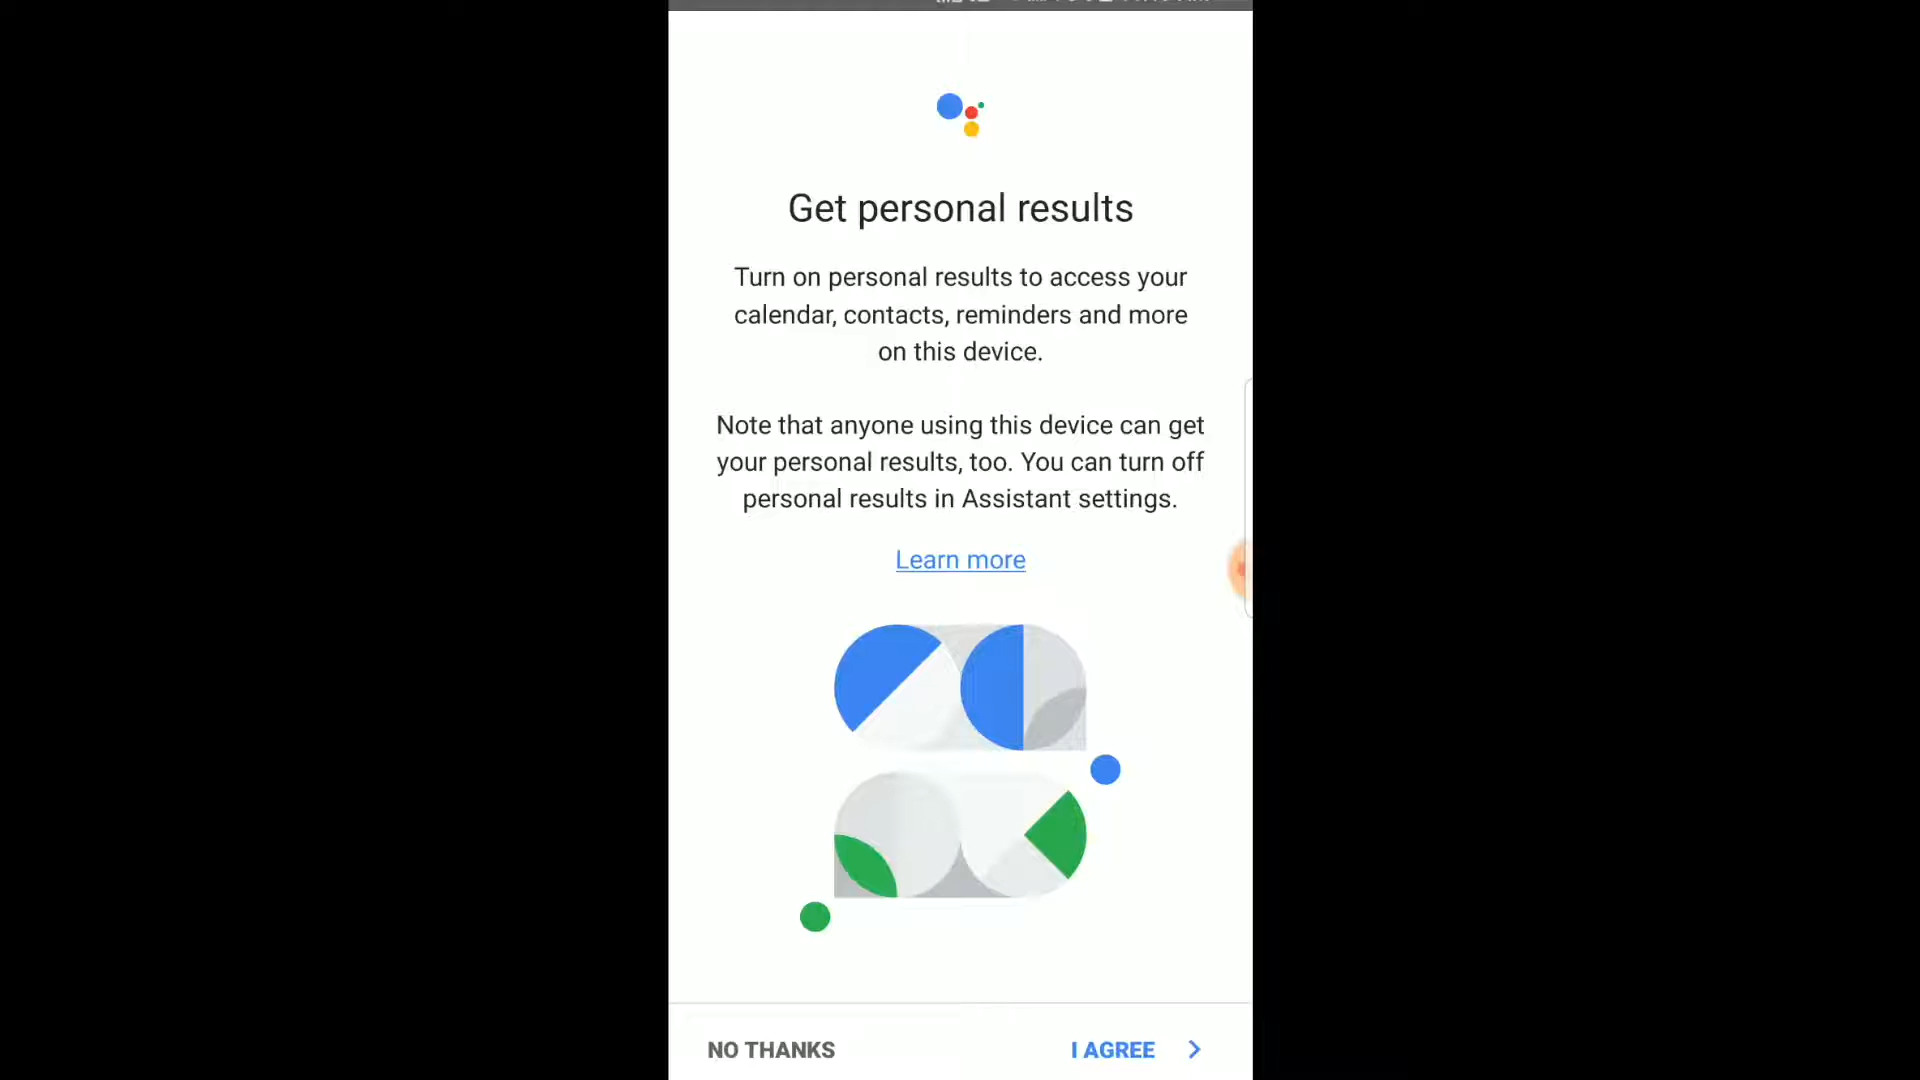 Get personal results
Turn on personal results to access your
calendar, contacts, reminders and more
on this device.
Note that anyone using this device can get
your personal results, too. You can turn off
personal results in Assistant settings.
Learn more
NO THANKS
I AGREE